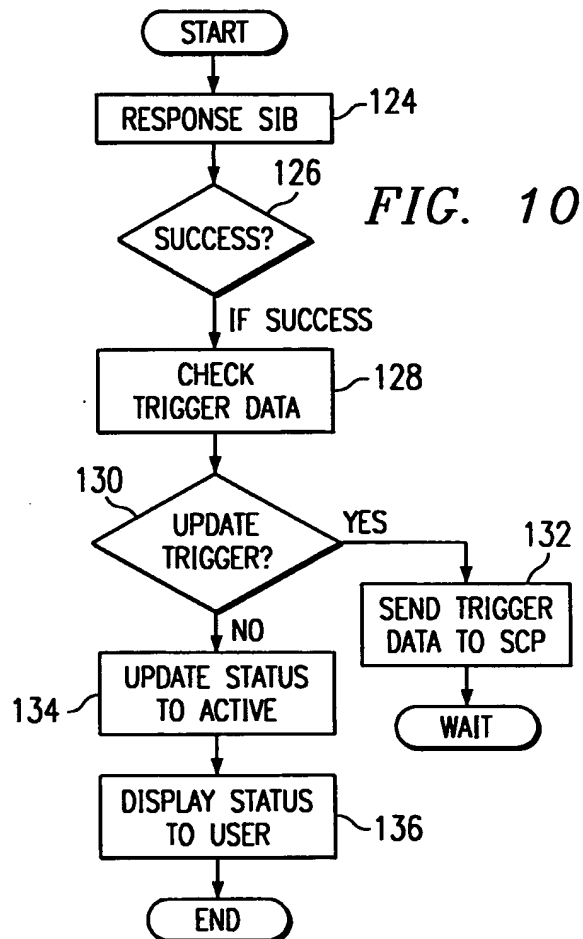 START
RESPONSE SIB
124
126
FIG. 10
SUCCESS?
IF SUCCESS
CHECK
TRIGGER DATA
128
130
UPDATE
TRIGGER?
YES
132
SEND TRIGGER
DATA TO SCP
NO
UPDATE STATUS
TO ACTIVE
134
WAIT
DISPLAY STATUS
TO USER
136
END